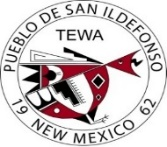 PUEBLO DE SAN ILDEFONSO
TEWA
19 NEW MEXICO 62